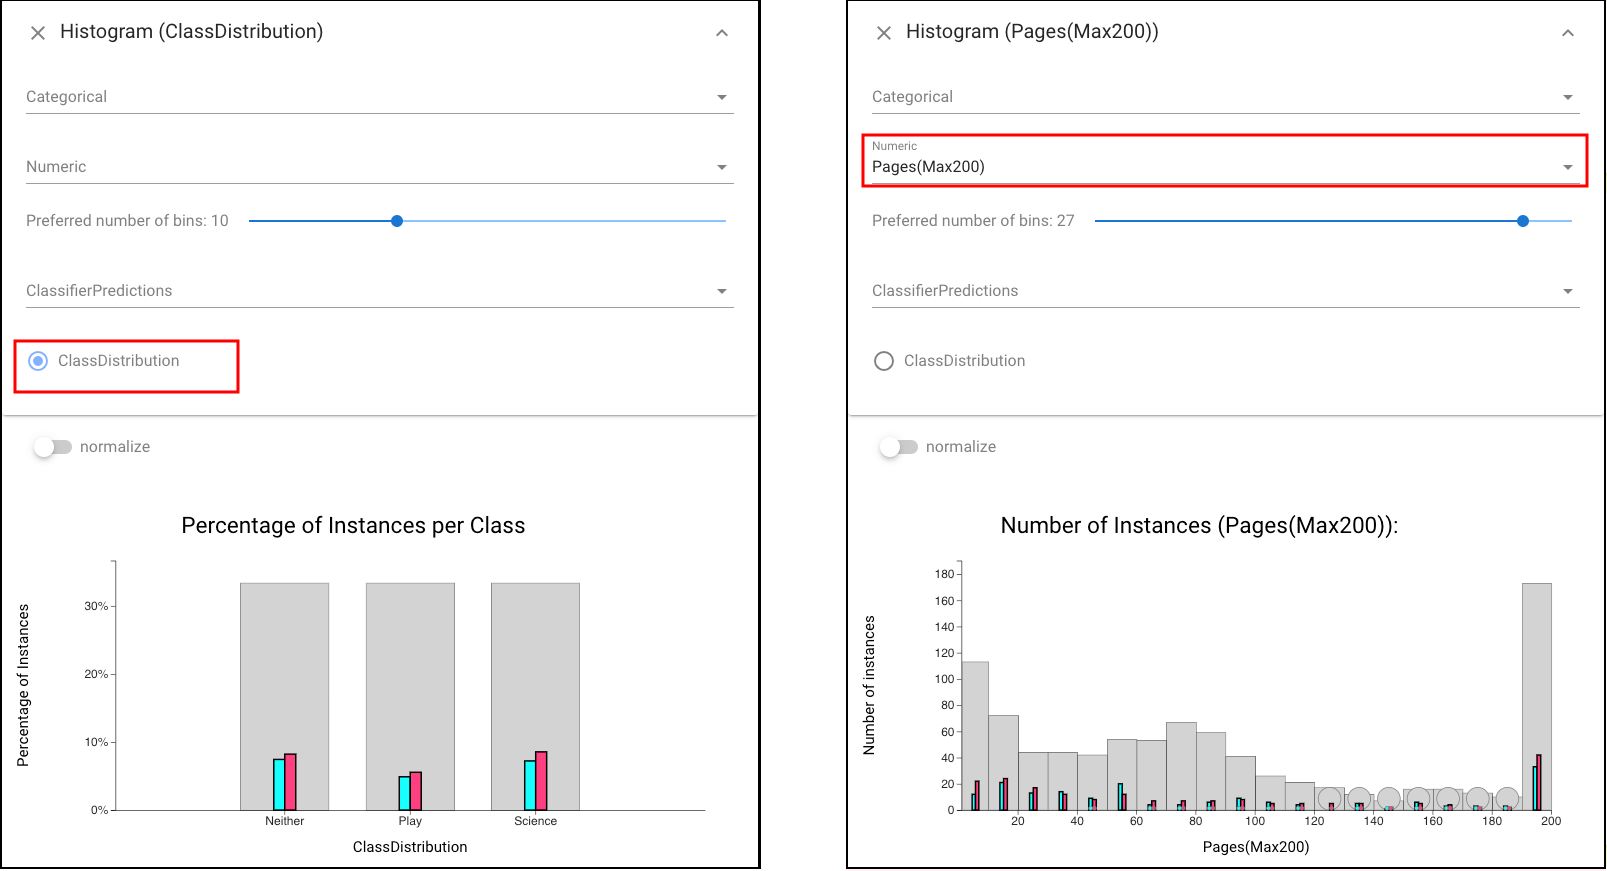 Histogram (ClassDistribution)
Categorical
Numeric
Preferred number of bins: 10
ClassifierPredictions
ClassDistribution
normalize
Percentage of Instances per Class
Percentage of Instances
30%
20%
10%
0%
Neither Play Science
ClassDistribution
Histogram (Pages(Max200))
Categorical
Numeric
Pages(Max200)
Preferred number of bins: 27
ClassifierPredictions
ClassDistribution
normalize
Number of Instances (Pages(Max200)):
Number of instances
180
160
140
120
100
80
60
40
20
0
20 40 60 80 100 120 140 160 180 200
Pages(Max200)